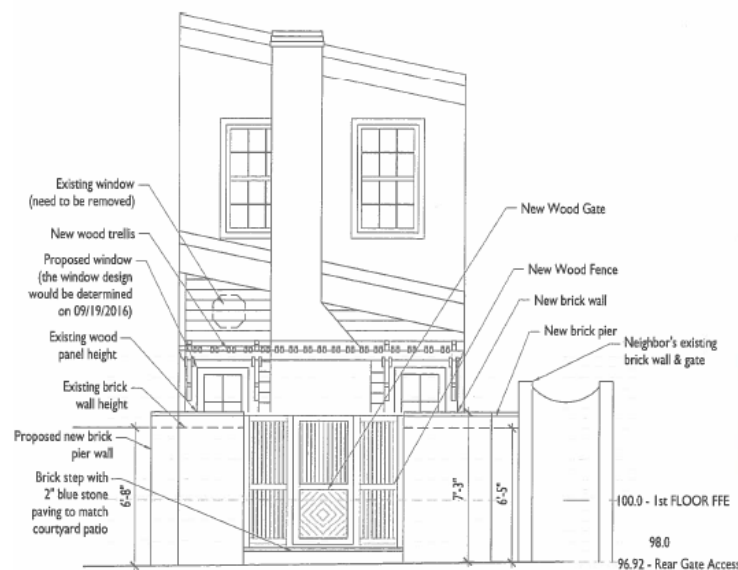 Existing window
(need to be removed)
New wood trellis
Proposed window
(the window design
would be determined
on 09/19/2016)
Existing wood
panel height
Existing brick
wall height
Proposed new brick
pier wall
Brick step with
2" blue stone
paving to match
courtyard patio
6'-8"
New Wood Gate
New Wood Fence
New brick wall
New brick pier
Neighbor's existing
brick wall & gate
7'-3"
6'-5"
100.0 - 1st FLOOR FFE
98.0
96.92 - Rear Gate Access